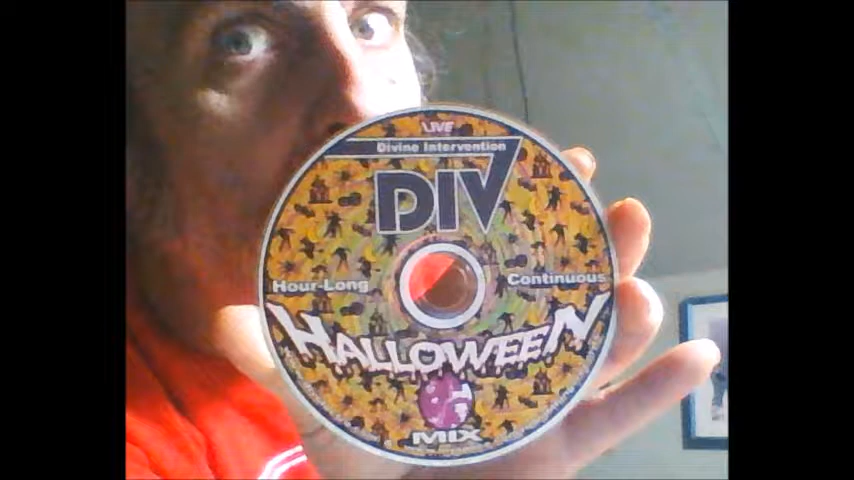 LIVE
Divine Intervention
DIV
Hour-Long Continuous
HALLOWEEN
MIX